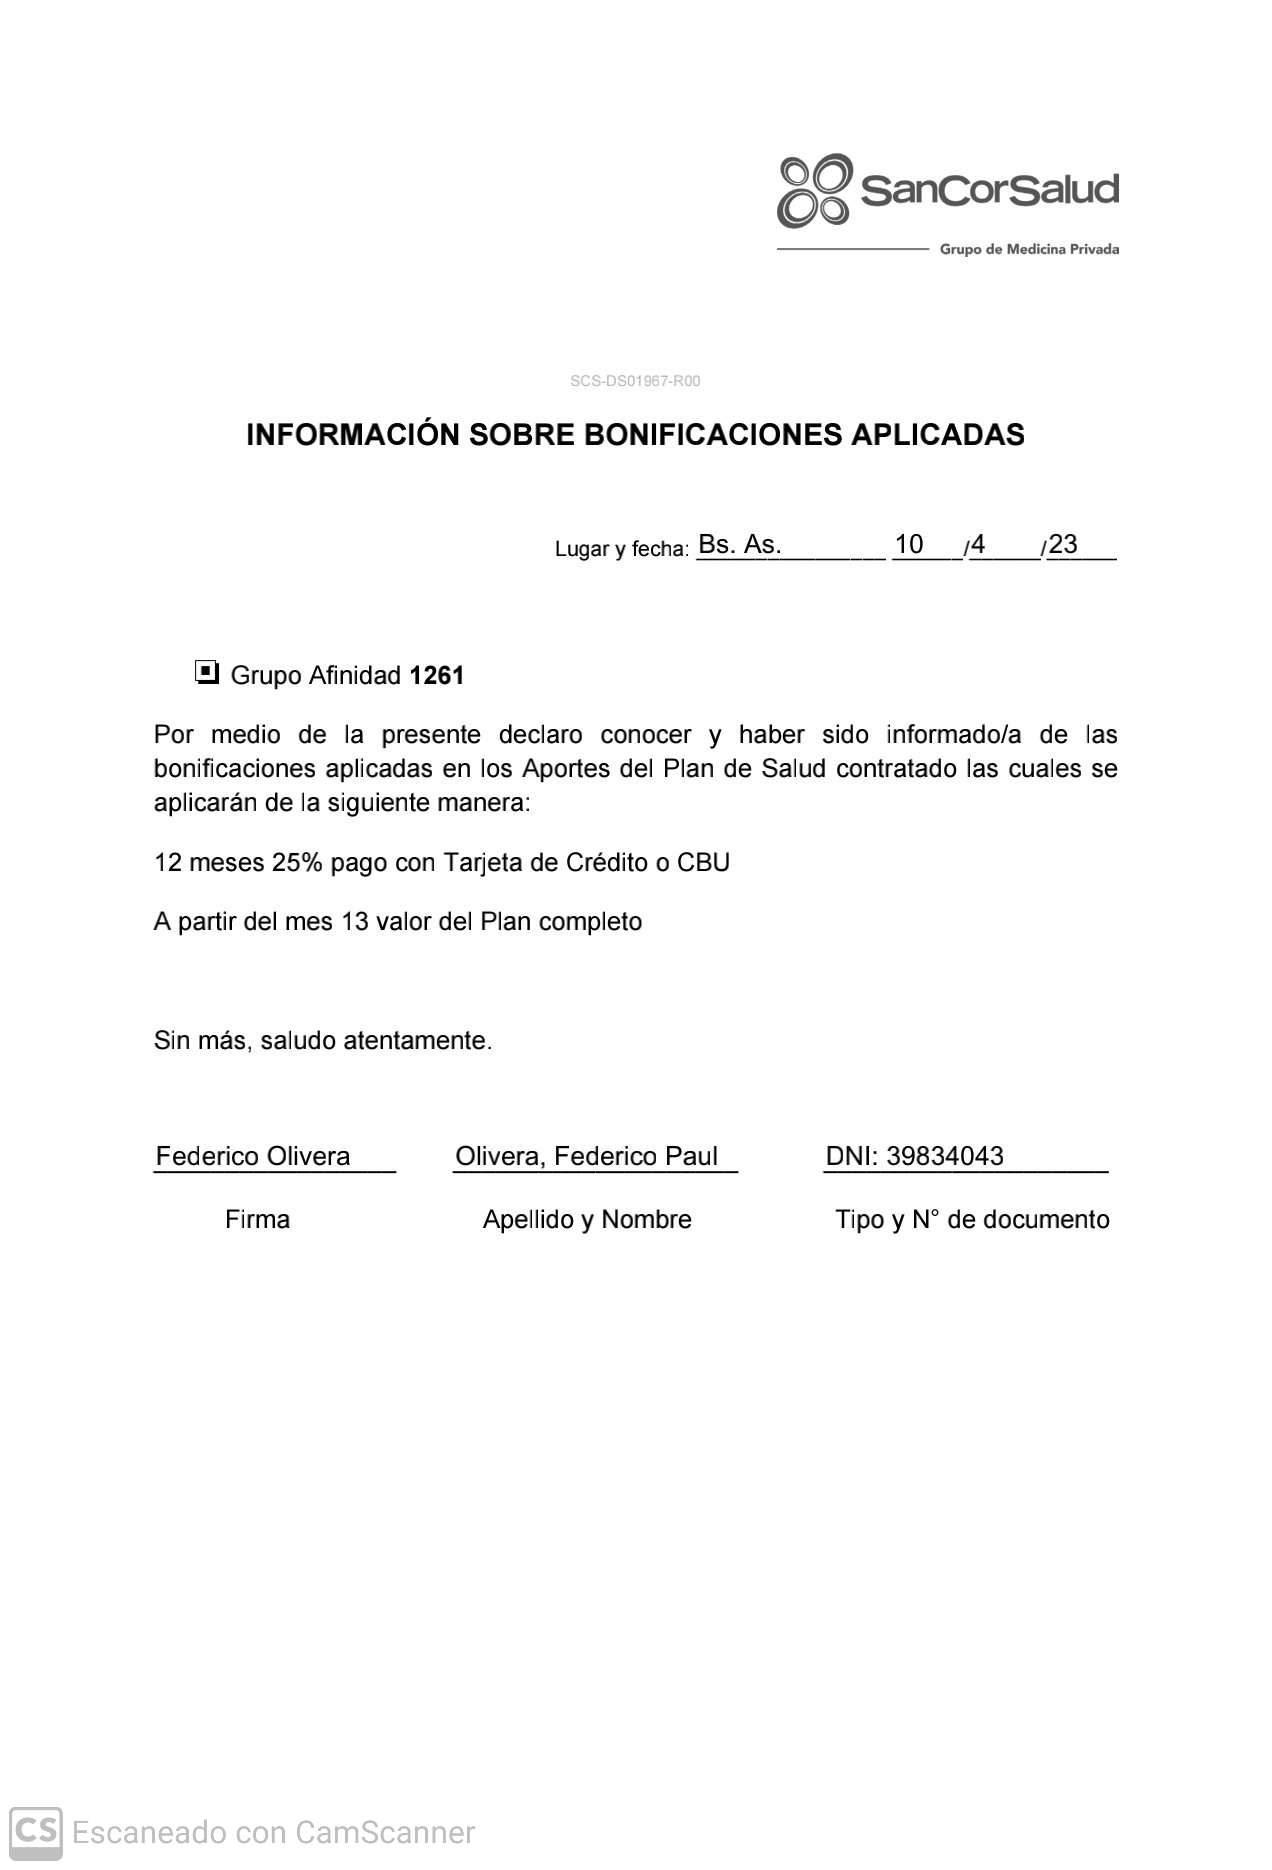 SanCorSalud
Grupo de Medicina Privada
SCS-DS01967-R00
INFORMACIÓN SOBRE BONIFICACIONES APLICADAS
Lugar y fecha: Bs. As. 10 /4 /23
Grupo Afinidad 1261
Por medio de la presente declaro conocer y haber sido informado/a de las
bonificaciones aplicadas en los Aportes del Plan de Salud contratado las cuales se
aplicarán de la siguiente manera:
12 meses 25% pago con Tarjeta de Crédito o CBU
A partir del mes 13 valor del Plan completo
Sin más, saludo atentamente.
Federico Olivera Olivera, Federico Paul DNI: 39834043
Firma Apellido y Nombre Tipo y N° de documento
CS Escaneado con CamScanner